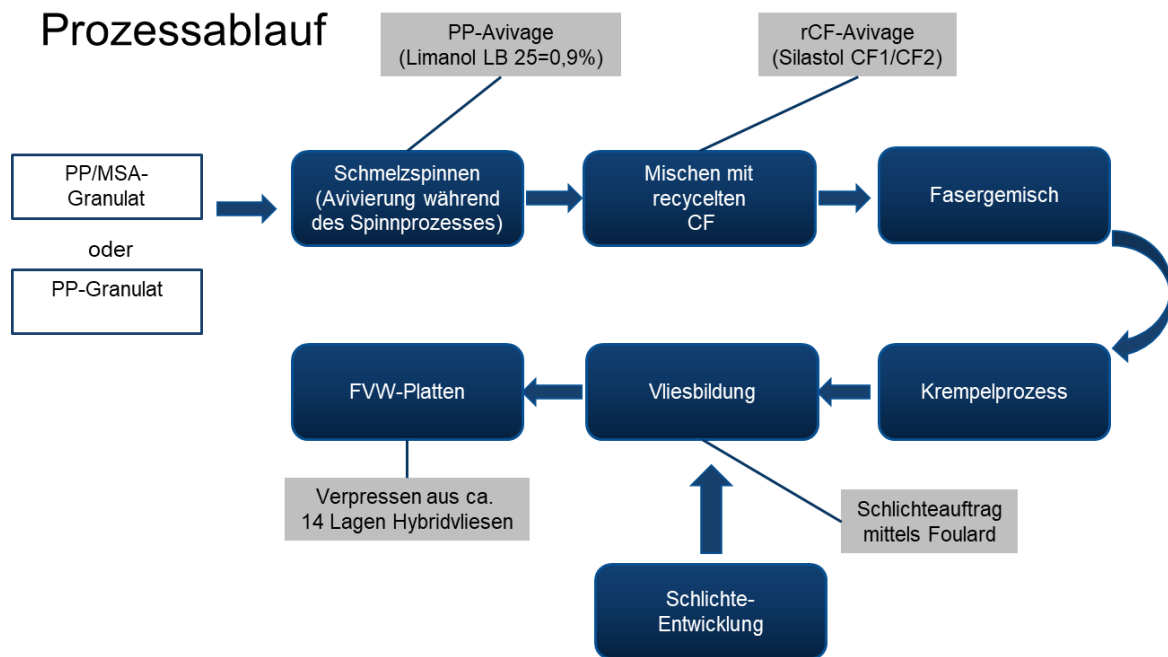 Prozessablauf
PP-Avivage
(Limanol LB 25=0,9%)
rCF-Avivage
(Silastol CF1/CF2)
PP/MSA-
Granulat
oder
PP-Granulat
Schmelzspinnen
(Avivierung während
des Spinnprozesses)
Mischen mit
recycelten
CF
Fasergemisch
FVW-Platten
Vliesbildung
Krempelprozess
Verpressen aus ca.
14 Lagen Hybridvliesen
Schlichteauftrag
mittels Foulard
Schlichte-
Entwicklung